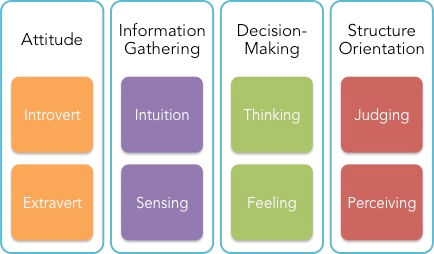 Attitude
Introvert
Extravert
Information
Gathering
Intuition
Sensing
Decision-
Making
Thinking
Feeling
Structure
Orientation
Judging
Perceiving